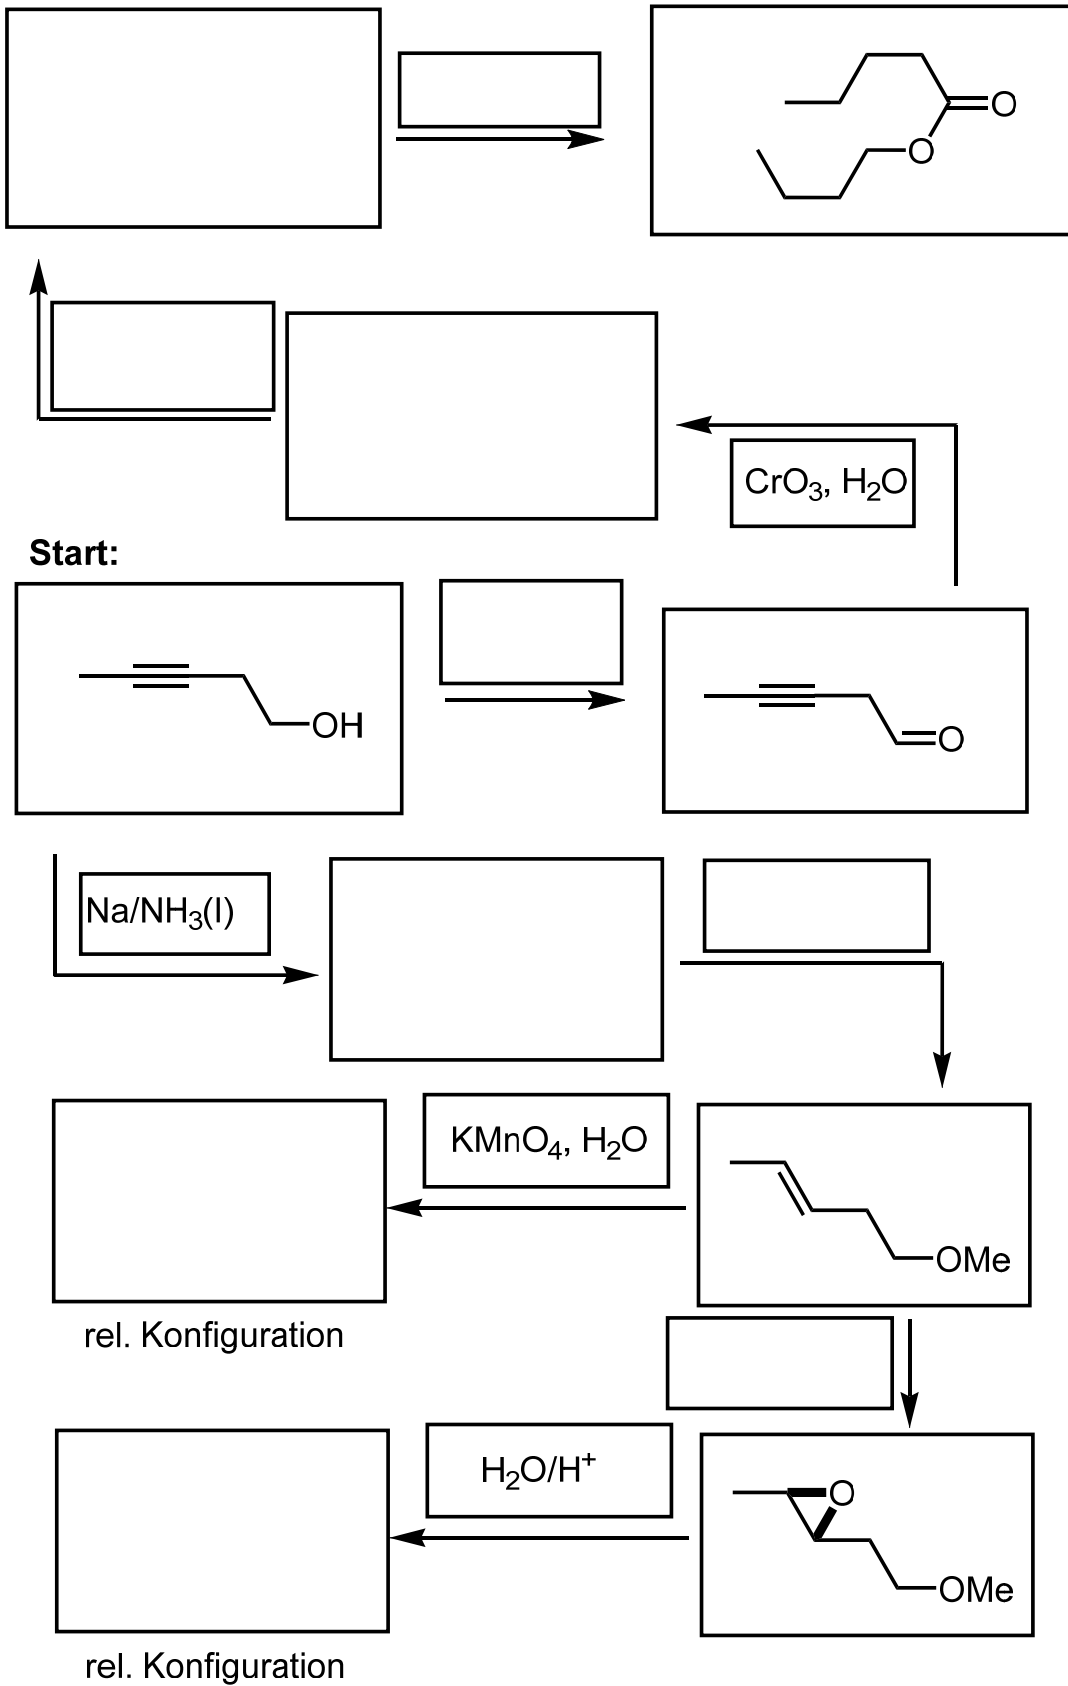 O
O
CrO₃, H₂O
Start:
OH
O
Na/NH₃(l)
KMnO₄, H₂O
OMe
rel. Konfiguration
H₂O/H⁺
O
OMe
rel. Konfiguration